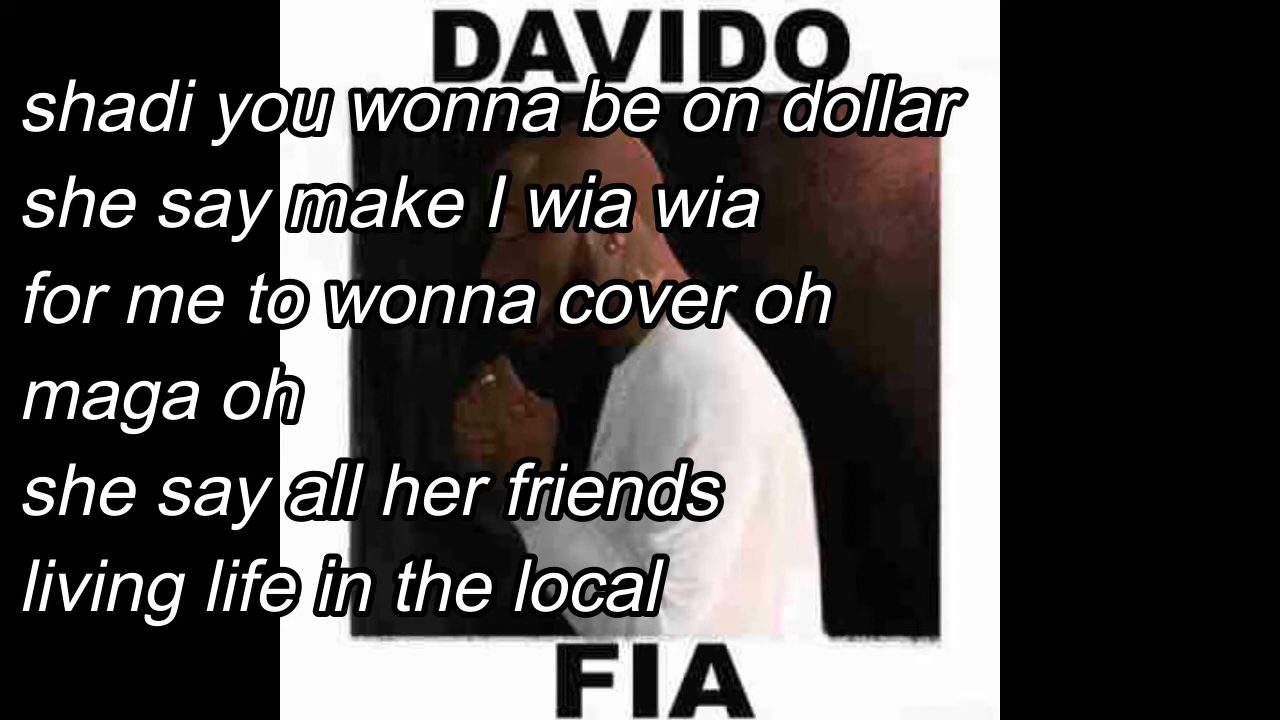 DAVIDO
shadi you wonna be on dollar
she say make I wia wia
for me to wonna cover oh
maga oh
she say all her friends
living life in the local
FIA